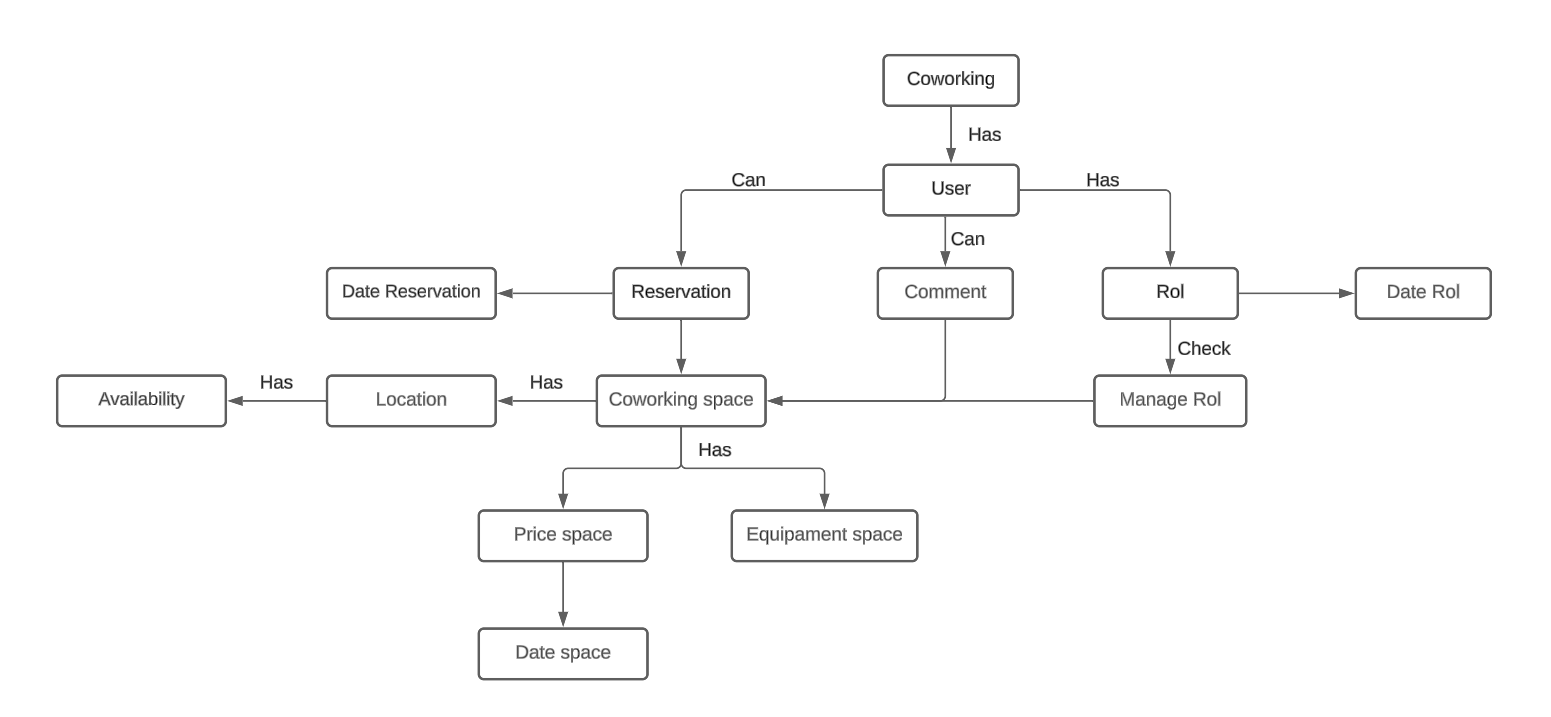 Coworking
Has
User
Can
Has
Can
Date Reservation
Reservation
Comment
Rol
Date Rol
Check
Availability
Has
Location
Has
Coworking space
Manage Rol
Has
Price space
Equipament space
Date space